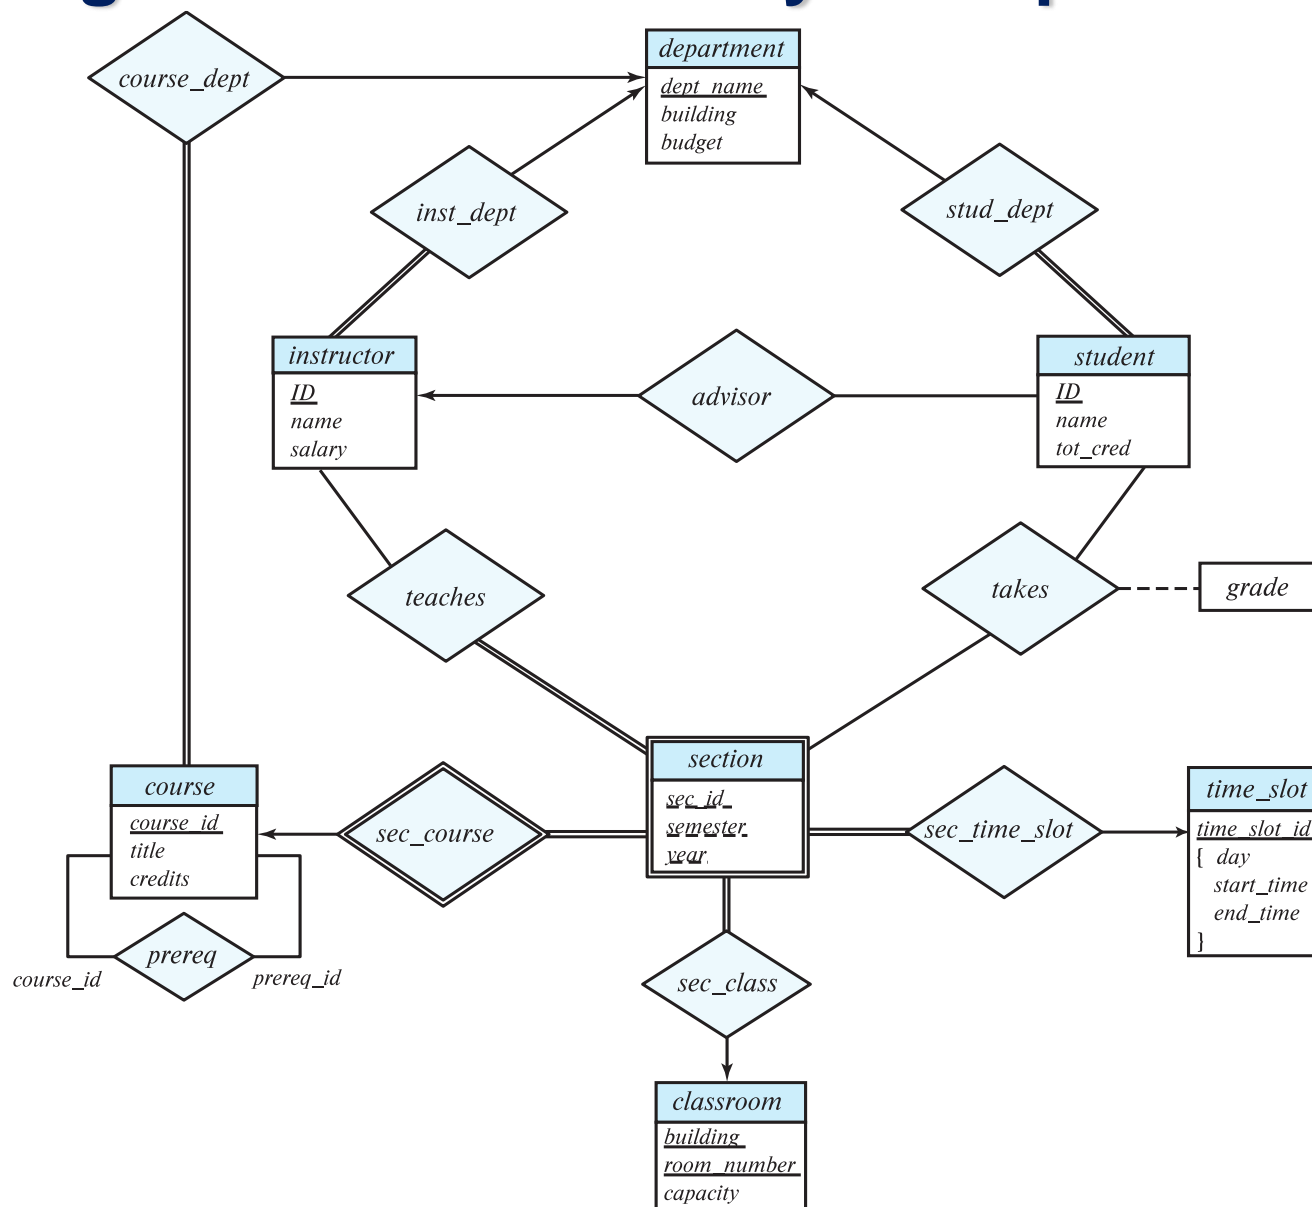 course_dept
department
dept_name
building
budget
inst_dept
stud_dept
instructor
ID
name
salary
advisor
student
ID
name
tot_cred
teaches
takes
grade
course
course_id
title
credits
sec_course
section
sec_id
semester
year
sec_time_slot
time_slot
time_slot_id
{ day
start_time
end_time
}
prereq
course_id
prereq_id
sec_class
classroom
building
room_number
capacity